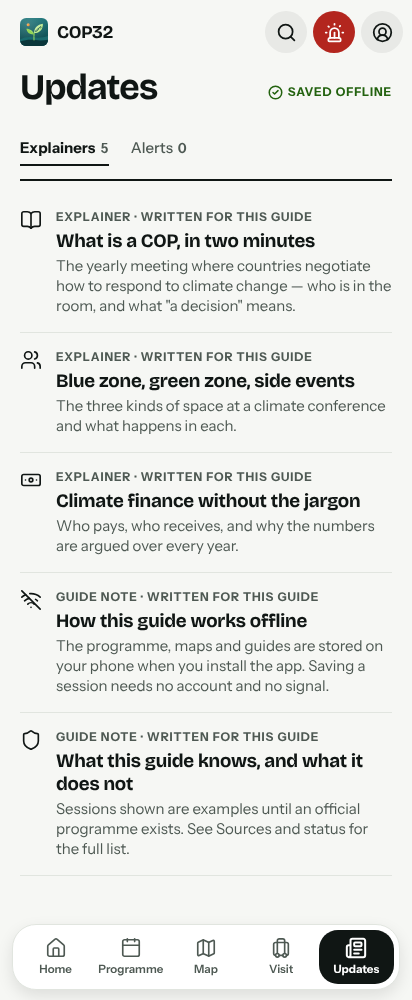 COP32
Updates
SAVED OFFLINE
Explainers 5
Alerts 0
EXPLAINER · WRITTEN FOR THIS GUIDE
What is a COP, in two minutes
The yearly meeting where countries negotiate
how to respond to climate change — who is in the
room, and what "a decision" means.
EXPLAINER · WRITTEN FOR THIS GUIDE
Blue zone, green zone, side events
The three kinds of space at a climate conference
and what happens in each.
EXPLAINER · WRITTEN FOR THIS GUIDE
Climate finance without the jargon
Who pays, who receives, and why the numbers
are argued over every year.
GUIDE NOTE · WRITTEN FOR THIS GUIDE
How this guide works offline
The programme, maps and guides are stored on
your phone when you install the app. Saving a
session needs no account and no signal.
GUIDE NOTE · WRITTEN FOR THIS GUIDE
What this guide knows, and what it
does not
Sessions shown are examples until an official
programme exists. See Sources and status for
the full list.
Home
Programme
Map
Visit
Updates